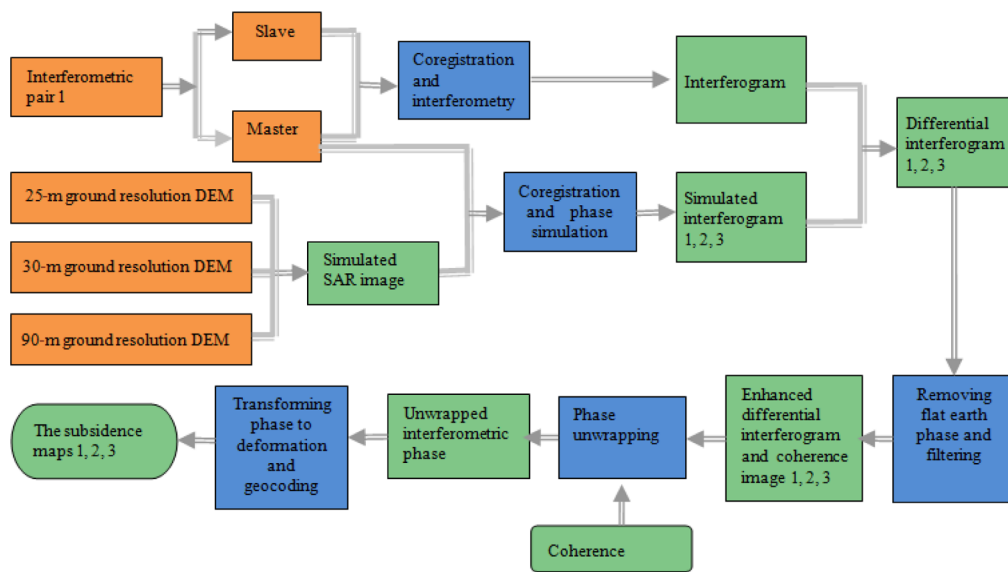 Slave
Interferometric
pair 1
Coregistration
and
interferometry
Interferogram
Master
Differential
interferogram
1, 2, 3
25-m ground resolution DEM
Coregistration
and phase
simulation
Simulated
interferogram
1, 2, 3
30-m ground resolution DEM
Simulated
SAR image
90-m ground resolution DEM
Removing
flat earth
phase and
filtering
Enhanced
differential
interferogram
and coherence
image 1, 2, 3
Phase
unwrapping
Unwrapped
interferometric
phase
Transforming
phase to
deformation
and
geocoding
The subsidence
maps 1, 2, 3
Coherence